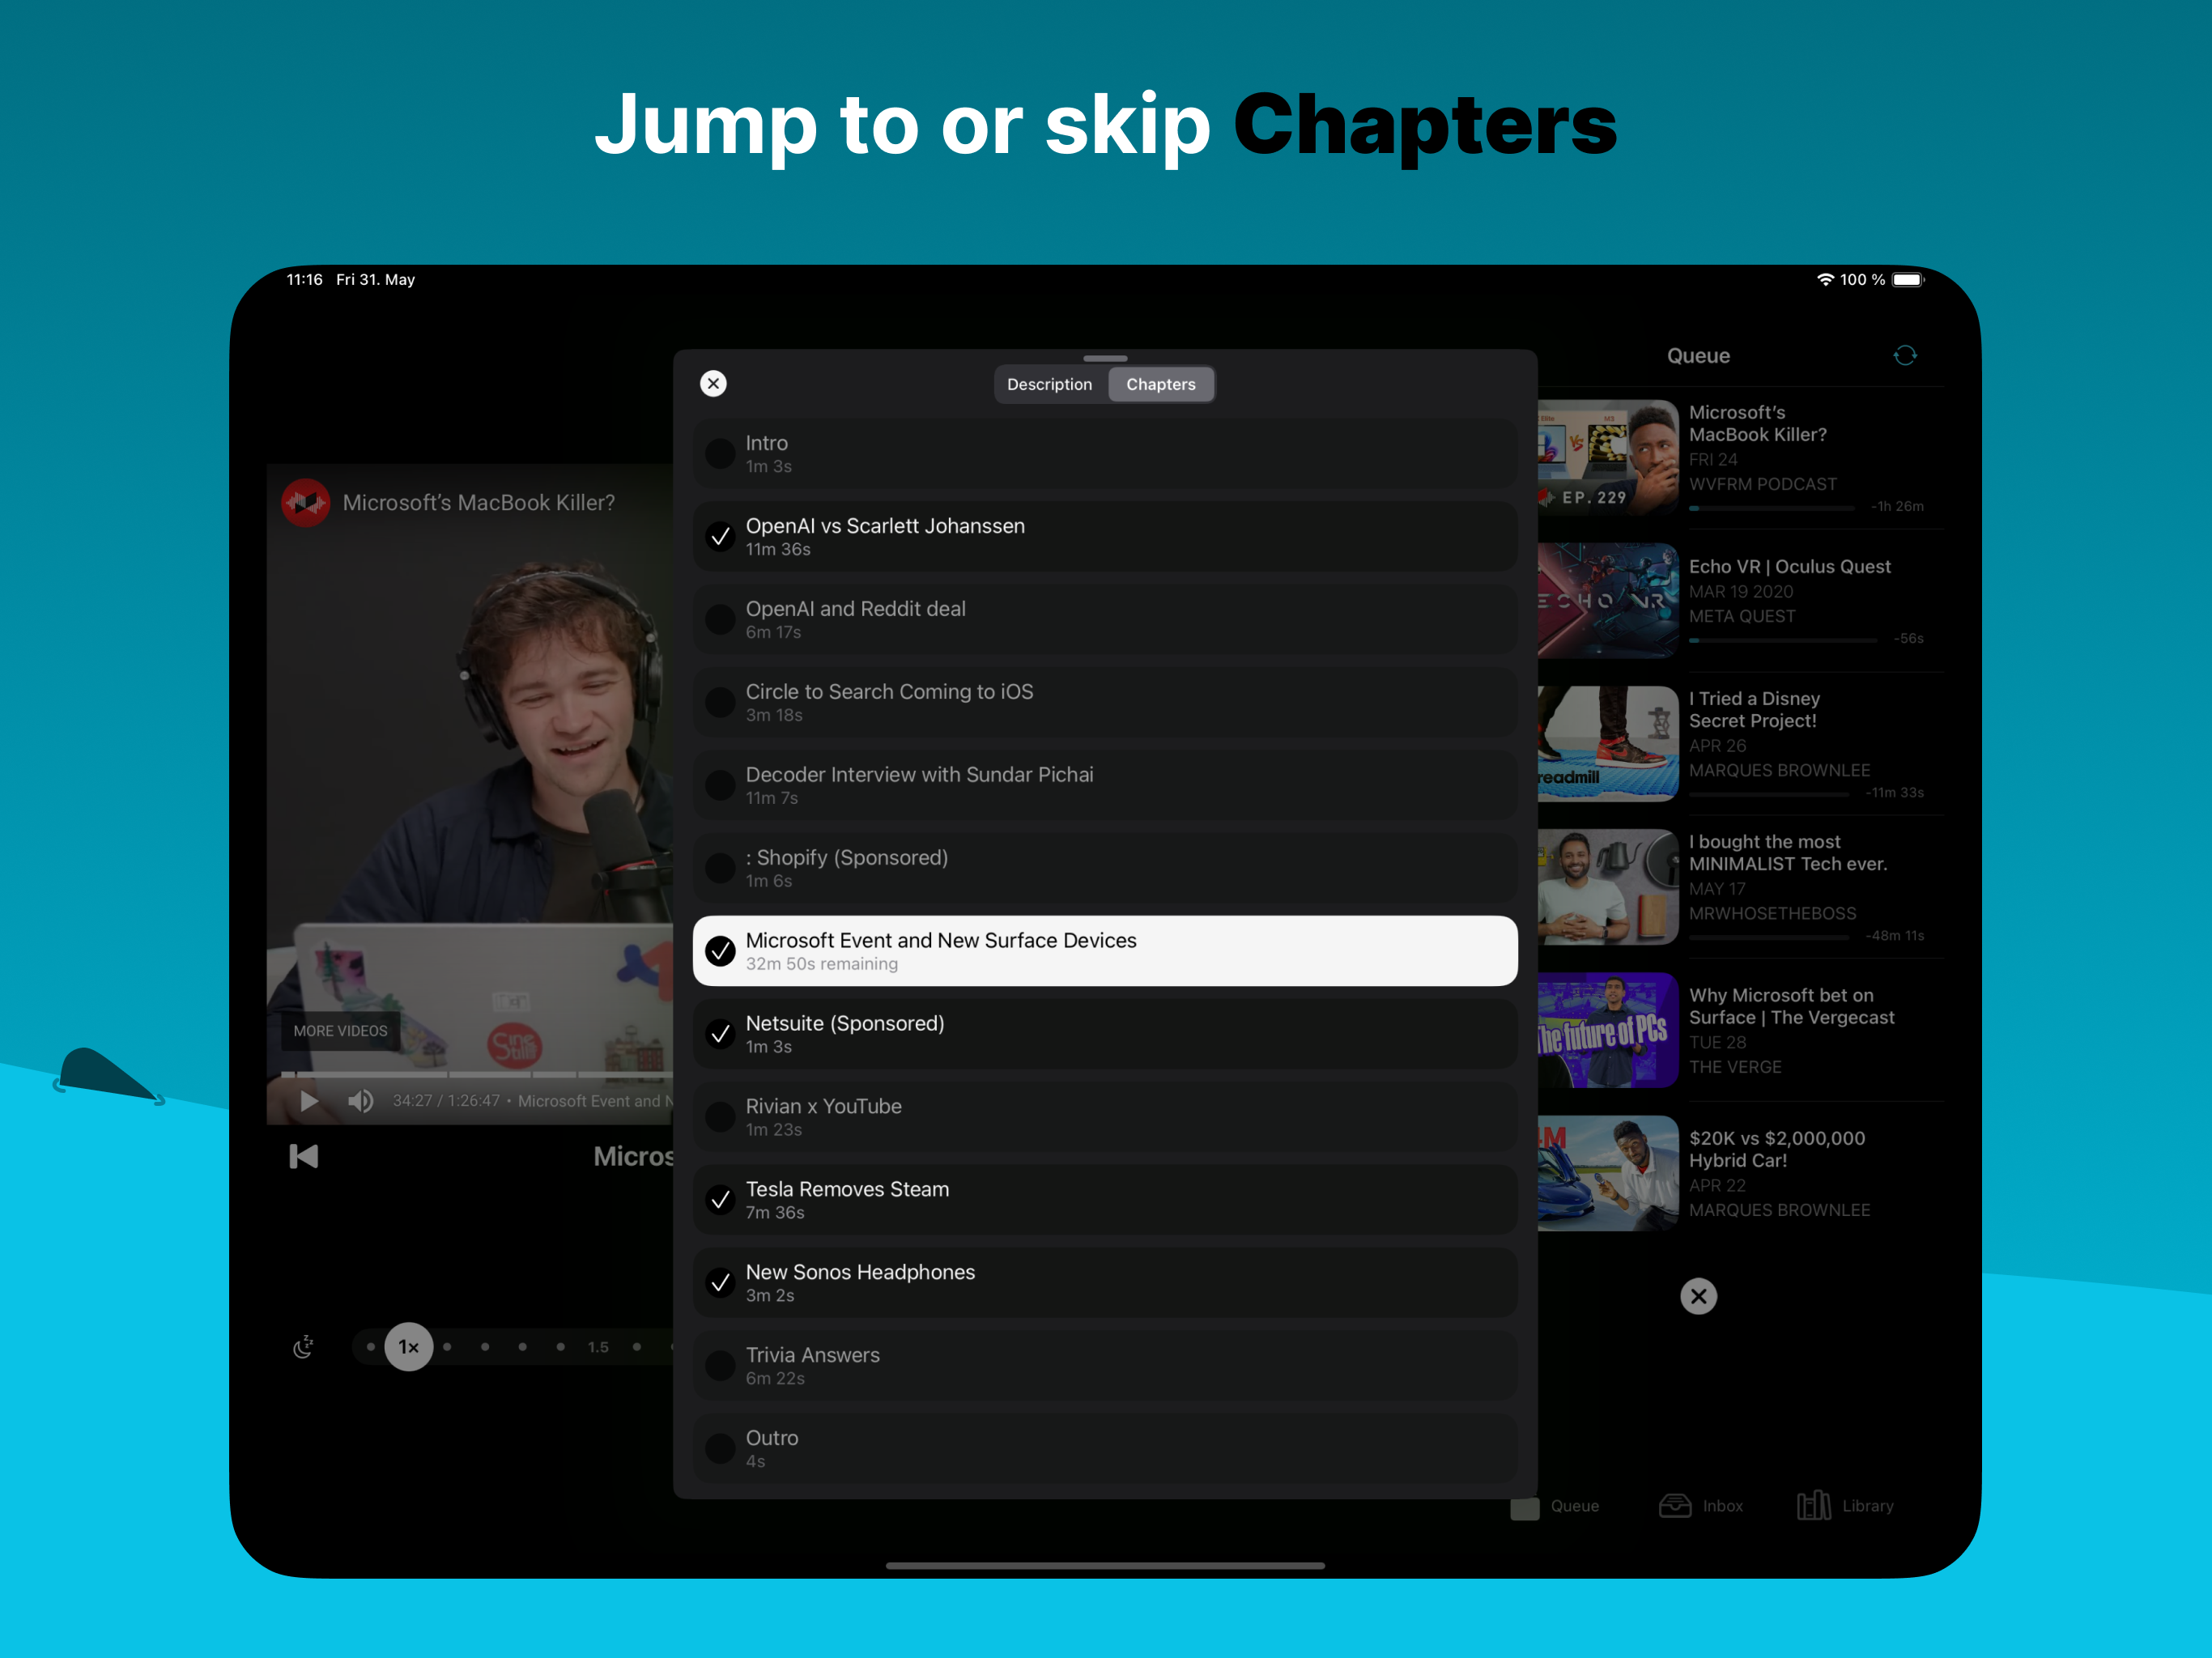 Jump to or skip Chapters
11:16 Fri 31. May
100 %
Microsoft’s MacBook Killer?
MORE VIDEOS
34:27 / 1:26:47 • Microsoft Event and N
Micros
1x
1.5
Description
Chapters
Intro
1m 3s
OpenAI vs Scarlett Johanssen
11m 36s
OpenAI and Reddit deal
6m 17s
Circle to Search Coming to iOS
3m 18s
Decoder Interview with Sundar Pichai
11m 7s
: Shopify (Sponsored)
1m 6s
Microsoft Event and New Surface Devices
32m 50s remaining
Netsuite (Sponsored)
1m 3s
Rivian x YouTube
1m 23s
Tesla Removes Steam
7m 36s
New Sonos Headphones
3m 2s
Trivia Answers
6m 22s
Outro
4s
Queue
VS
EP. 229
Microsoft’s
MacBook Killer?
FRI 24
WVFRM PODCAST
-1h 26m
ECHO VR
Echo VR | Oculus Quest
MAR 19 2020
META QUEST
-56s
readmill
I Tried a Disney
Secret Project!
APR 26
MARQUES BROWNLEE
-11m 33s
I bought the most
MINIMALIST Tech ever.
MAY 17
MRWHOSETHEBOSS
-48m 11s
The future of PCs
Why Microsoft bet on
Surface | The Vergecast
TUE 28
THE VERGE
M
$20K vs $2,000,000
Hybrid Car!
APR 22
MARQUES BROWNLEE
Queue
Inbox
Library